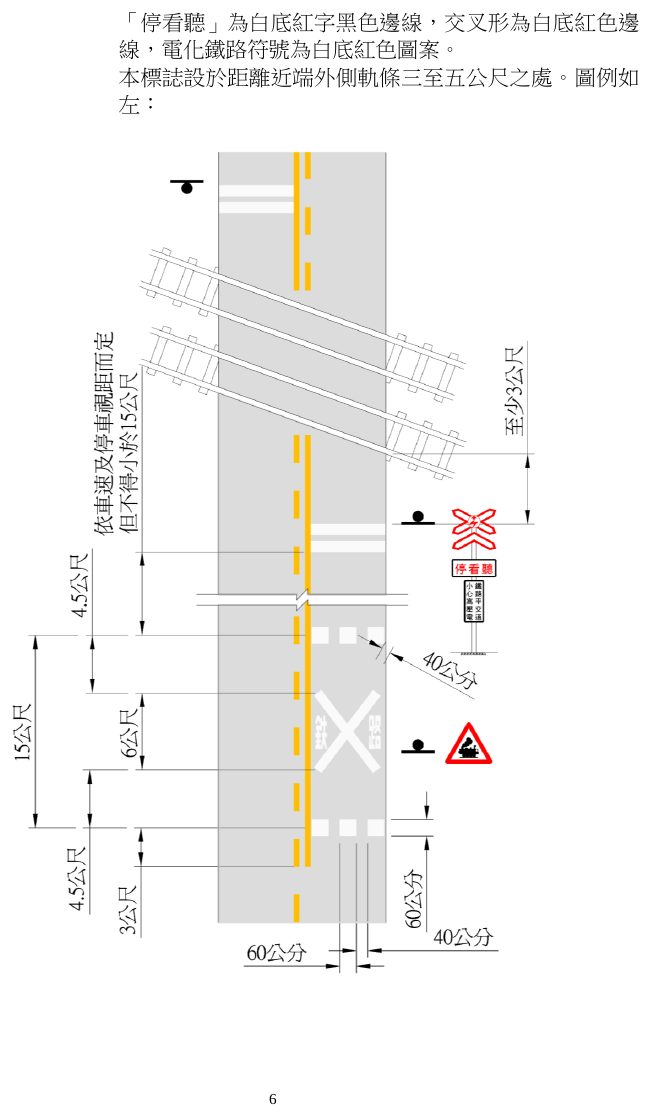 「停看聽」為白底紅字黑色邊線，交叉形為白底紅色邊
線，電化鐵路符號為白底紅色圖案。
本標誌設於距離近端外側軌條三至五公尺之處。圖例如
左：
依車速及停車視距而定
但不得小於15公尺
至少3公尺
停看聽
鐵路平交道
小心高壓電
4.5公尺
40公分
15公尺
6公尺
鐵路
4.5公尺
3公尺
60公分
40公分
60公分
6